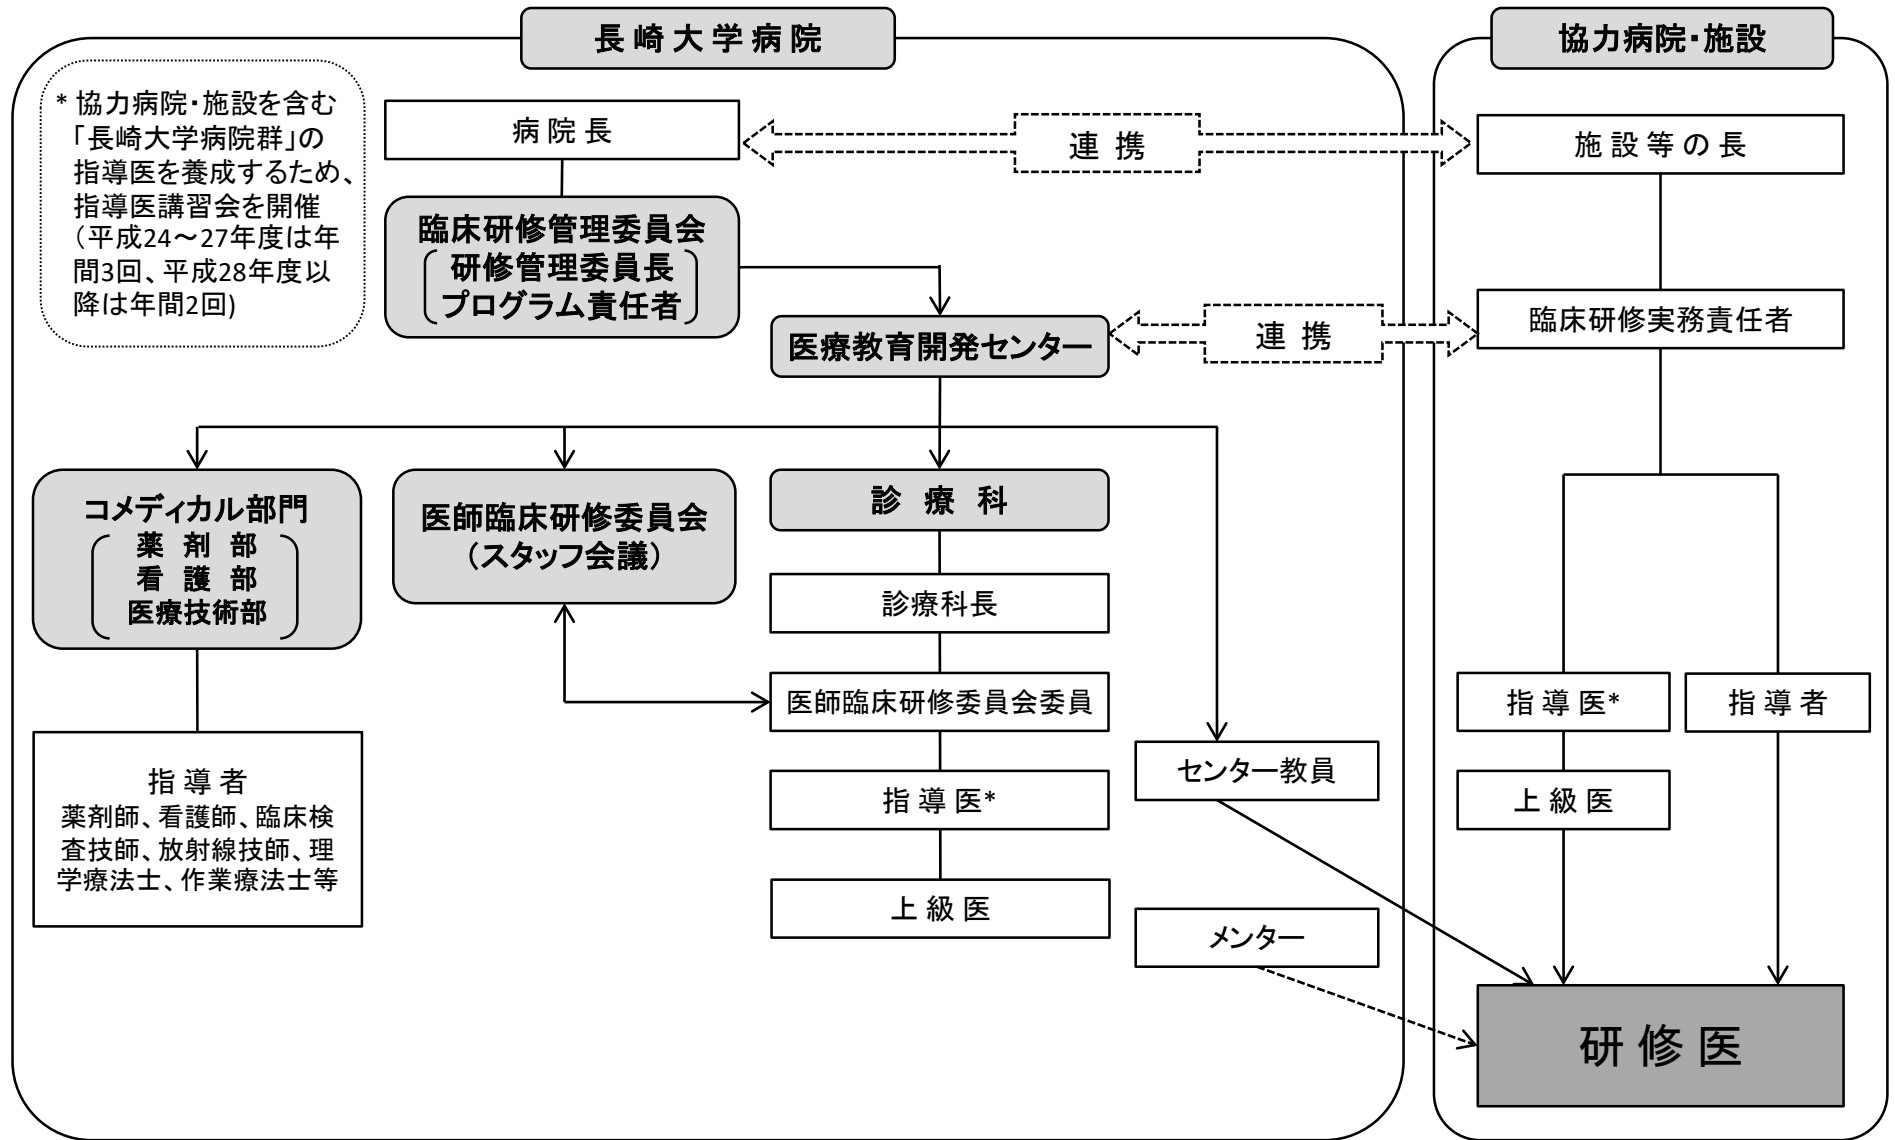 長崎大学病院
協力病院・施設
* 協力病院・施設を含む
「長崎大学病院群」の
指導医を養成するため、
指導医講習会を開催
（平成24～27年度は年
間3回、平成28年度以
降は年間2回)
病院長
連携
施設等の長
臨床研修管理委員会
研修管理委員長
プログラム責任者
医療教育開発センター
連携
臨床研修実務責任者
コメディカル部門
薬剤部
看護部
医療技術部
医師臨床研修委員会
（スタッフ会議）
診療科
診療科長
医師臨床研修委員会委員
指導医*
上級医
指導者
薬剤師、看護師、臨床検
査技師、放射線技師、理
学療法士、作業療法士等
センター教員
メンター
指導医*
指導者
上級医
研修医